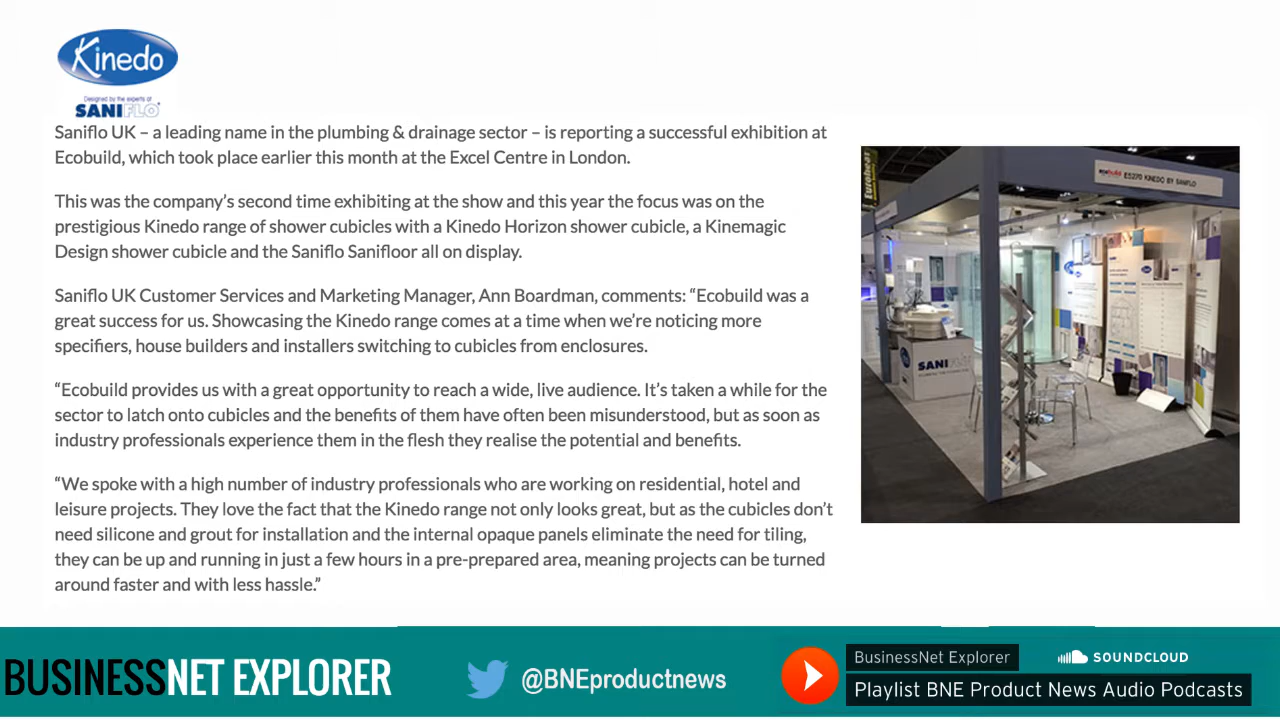 Kinedo
Designed by the experts of
SANIFLO
Saniflo UK – a leading name in the plumbing & drainage sector – is reporting a successful exhibition at
Ecobuild, which took place earlier this month at the Excel Centre in London.
This was the company's second time exhibiting at the show and this year the focus was on the
prestigious Kinedo range of shower cubicles with a Kinedo Horizon shower cubicle, a Kinemagic
Design shower cubicle and the Saniflo Sanifloor all on display.
Saniflo UK Customer Services and Marketing Manager, Ann Boardman, comments: “Ecobuild was a
great success for us. Showcasing the Kinedo range comes at a time when we're noticing more
specifiers, house builders and installers switching to cubicles from enclosures.
“Ecobuild provides us with a great opportunity to reach a wide, live audience. It's taken a while for the
sector to latch onto cubicles and the benefits of them have often been misunderstood, but as soon as
industry professionals experience them in the flesh they realise the potential and benefits.
“We spoke with a high number of industry professionals who are working on residential, hotel and
leisure projects. They love the fact that the Kinedo range not only looks great, but as the cubicles don't
need silicone and grout for installation and the internal opaque panels eliminate the need for tiling,
they can be up and running in just a few hours in a pre-prepared area, meaning projects can be turned
around faster and with less hassle.”
E5370 KINEDO BY SANIFLO
SANIFLO
BUSINESSNET EXPLORER
@BNEproductnews
BusinessNet Explorer
SOUNDCLOUD
Playlist BNE Product News Audio Podcasts